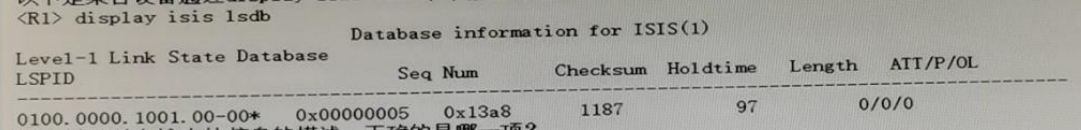 <R1> display isis lsdb
Database information for ISIS(1)
Level-1 Link State Database
LSPID Seq Num Checksum Holdtime Length ATT/P/OL
--------------------------------------------------------------------------------
0100.0000.1001.00-00* 0x00000005 0x13a8 1187 97 0/0/0